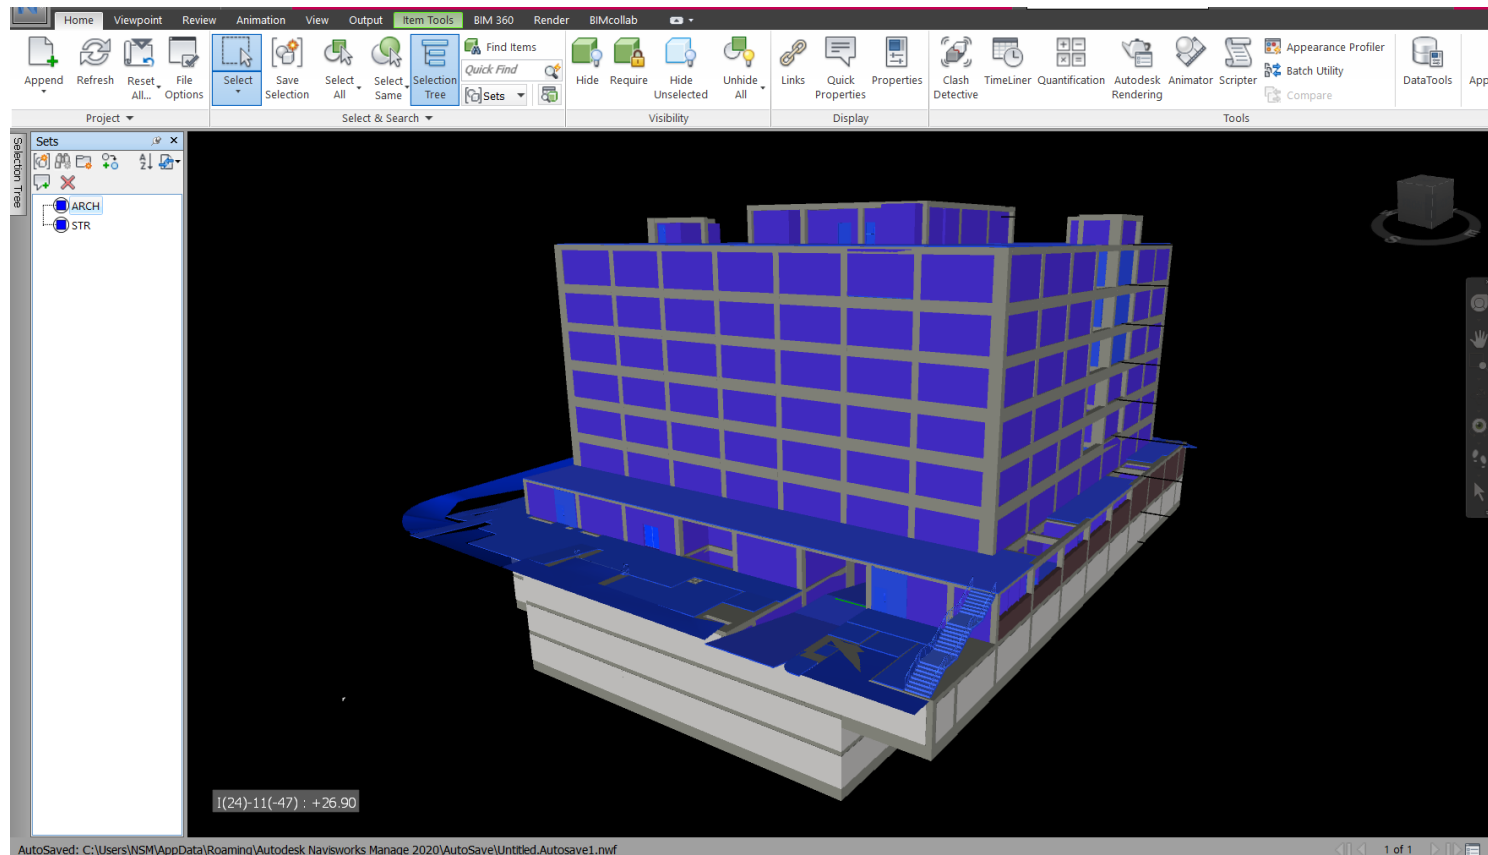 Home Viewpoint Review Animation View Output Item Tools BIM 360 Render BIMcollab
Append
Refresh
Reset All...
File Options
Select
Save Selection
Select All
Select Same
Selection Tree
Find Items
Quick Find
Sets
Hide
Require
Hide Unselected
Unhide All
Links
Quick Properties
Properties
Clash Detective
TimeLiner
Quantification
Autodesk Rendering
Animator
Scripter
Appearance Profiler
Batch Utility
Compare
DataTools
App
Project
Select & Search
Visibility
Display
Tools
Selection Tree
Sets
ARCH
STR
S
E
I(24)-11(-47) : +26.90
AutoSaved: C:\Users\NSM\AppData\Roaming\Autodesk Navisworks Manage 2020\AutoSave\Untitled.Autosave1.nwf
1 of 1